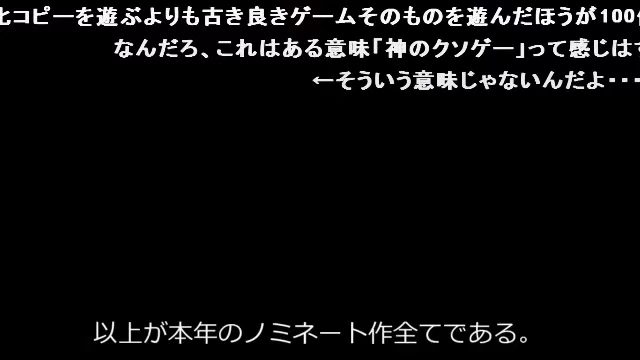 化コピーを遊ぶよりも古き良きゲームそのものを遊んだほうが100
なんだろ、これはある意味「神のクソゲー」って感じは
←そういう意味じゃないんだよ・・・
以上が本年のノミネート作全てである。